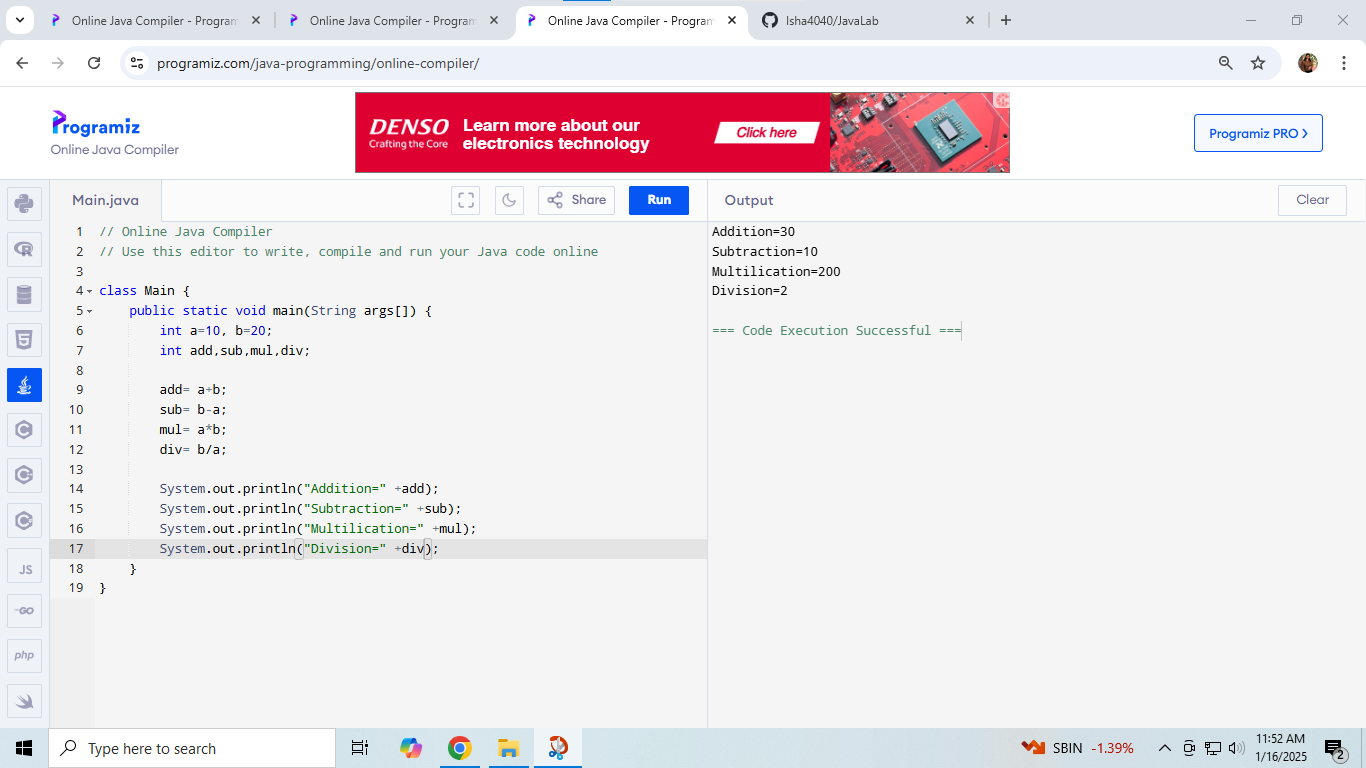 Online Java Compiler - Program
Online Java Compiler - Program
Online Java Compiler - Program
Isha4040/JavaLab
programiz.com/java-programming/online-compiler/
Programiz
Online Java Compiler
DENSO
Crafting the Core
Learn more about our
electronics technology
Click here
Programiz PRO
Main.java
Share
Run
Output
Clear
1 // Online Java Compiler
2 // Use this editor to write, compile and run your Java code online
3
4 class Main {
5 public static void main(String args[]) {
6 int a=10, b=20;
7 int add,sub,mul,div;
8
9 add= a+b;
10 sub= b-a;
11 mul= a*b;
12 div= b/a;
13
14 System.out.println("Addition=" +add);
15 System.out.println("Subtraction=" +sub);
16 System.out.println("Multilication=" +mul);
17 System.out.println("Division=" +div);
18 }
19 }
Addition=30
Subtraction=10
Multilication=200
Division=2
=== Code Execution Successful ===
JS
GO
php
Type here to search
SBIN -1.39%
11:52 AM
1/16/2025
2